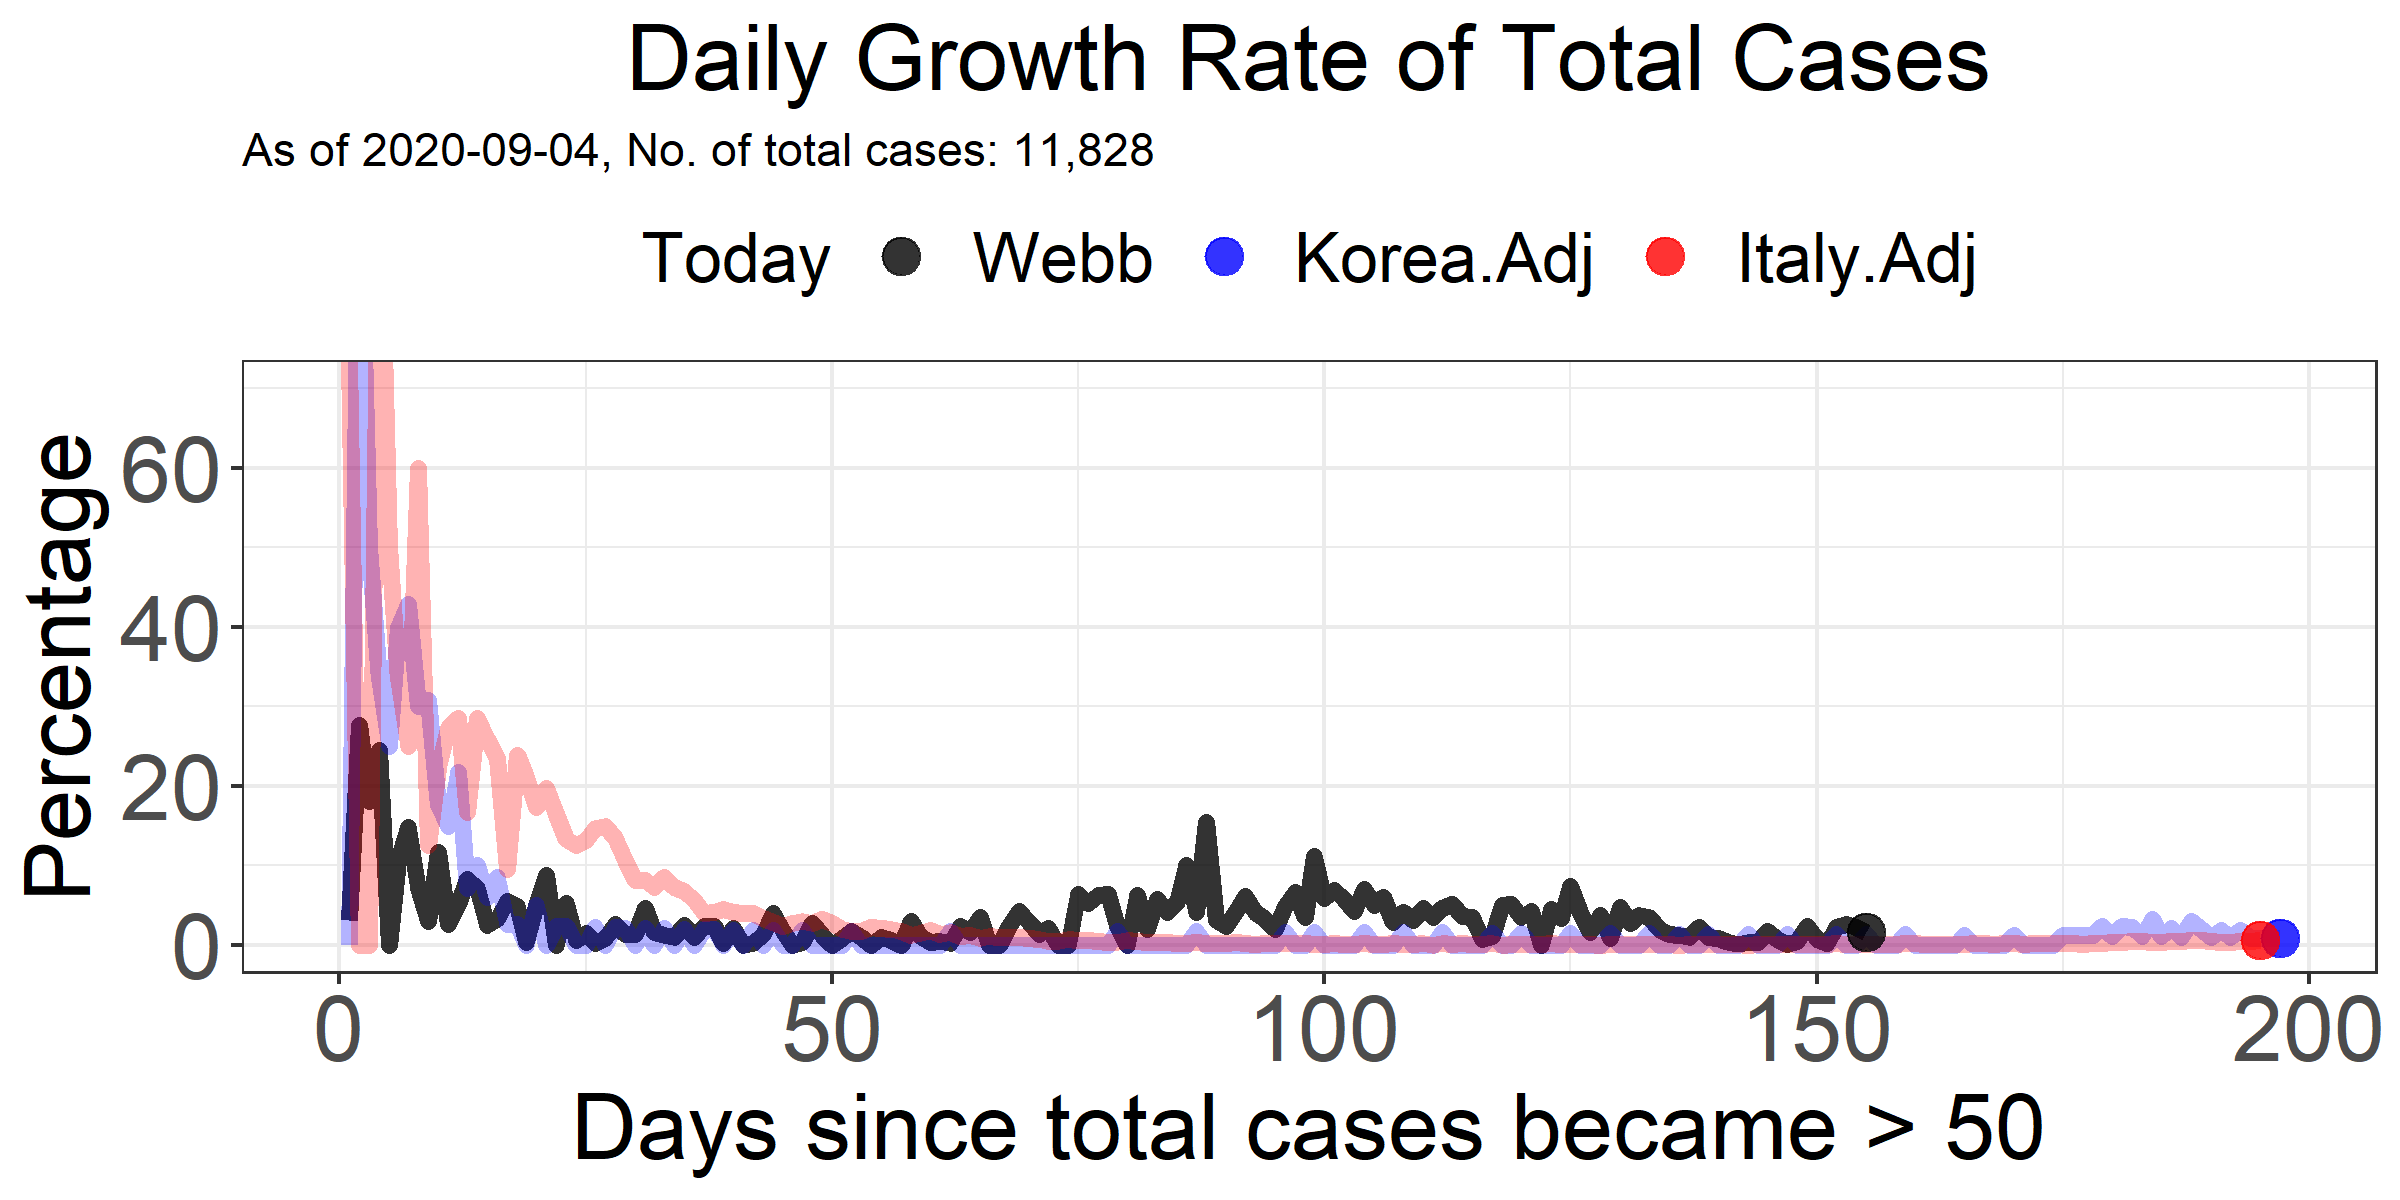 Daily Growth Rate of Total Cases
As of 2020-09-04, No. of total cases: 11,828
Today Webb Korea.Adj Italy.Adj
Percentage
60
40
20
0
0 50 100 150 200
Days since total cases became > 50